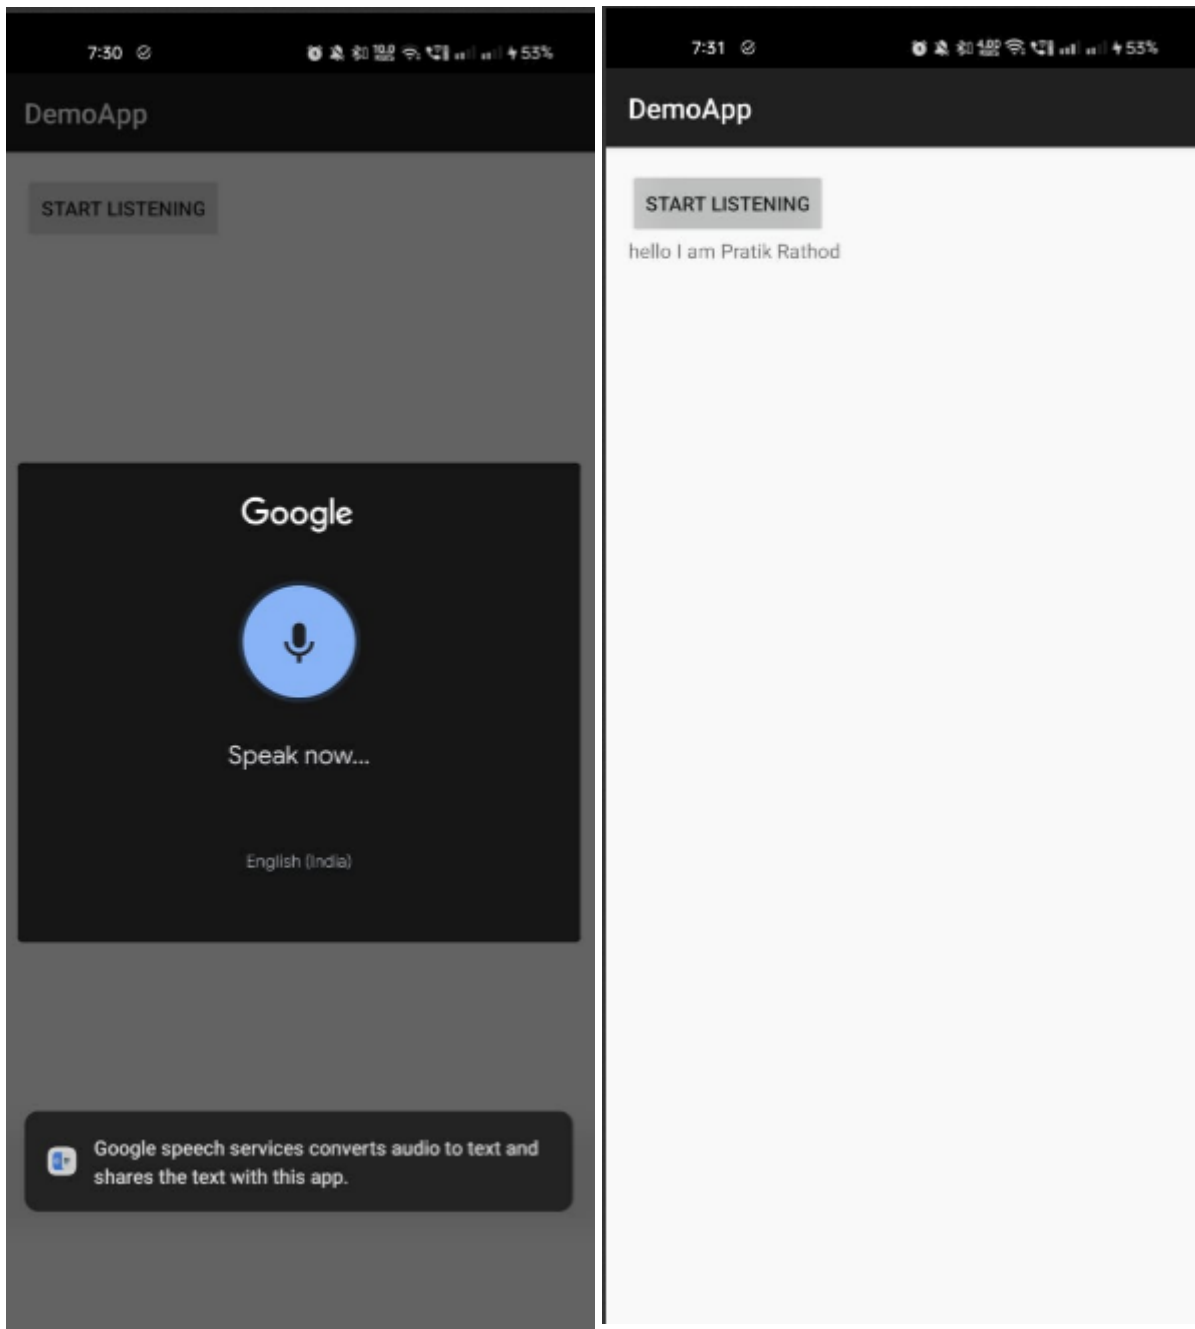 7:30
53%
DemoApp
START LISTENING
Google
Speak now...
English (India)
Google speech services converts audio to text and
shares the text with this app.
7:31
53%
DemoApp
START LISTENING
hello I am Pratik Rathod